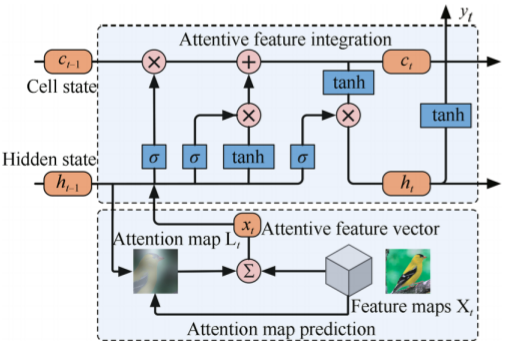 y_t
Attentive feature integration
c_{t-1}
×
+
c_t
Cell state
tanh
×
×
tanh
Hidden state
σ
σ
tanh
σ
h_{t-1}
h_t
x_t
Attentive feature vector
Attention map L_t
Σ
Feature maps X_t
Attention map prediction